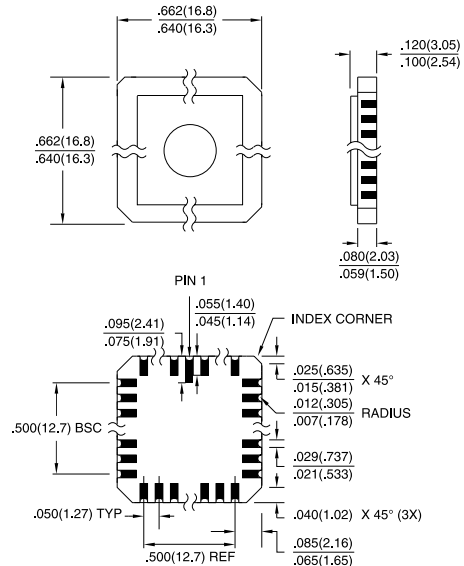 .662(16.8)
.640(16.3)
.120(3.05)
.100(2.54)
.662(16.8)
.640(16.3)
.080(2.03)
.059(1.50)
PIN 1
.055(1.40)
.045(1.14)
.095(2.41)
.075(1.91)
INDEX CORNER
.025(.635)
.015(.381)
X 45°
.012(.305)
.007(.178)
RADIUS
.500(12.7) BSC
.029(.737)
.021(.533)
.050(1.27) TYP
.040(1.02) X 45° (3X)
.500(12.7) REF
.085(2.16)
.065(1.65)